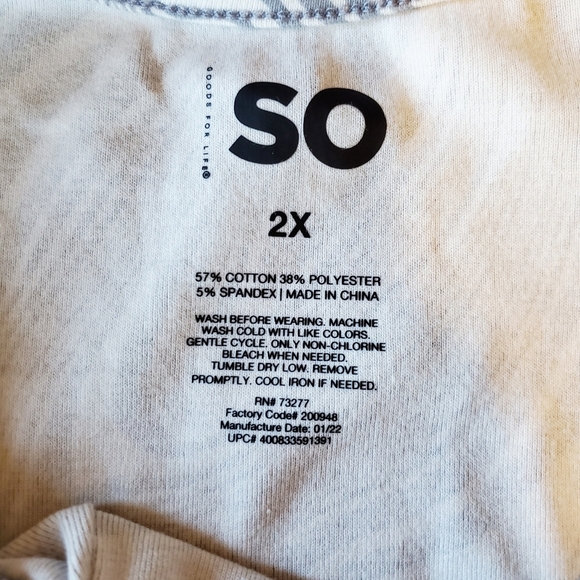 SO
GOODS FOR LIFE®
2X
57% COTTON 38% POLYESTER
5% SPANDEX | MADE IN CHINA
WASH BEFORE WEARING. MACHINE
WASH COLD WITH LIKE COLORS.
GENTLE CYCLE. ONLY NON-CHLORINE
BLEACH WHEN NEEDED.
TUMBLE DRY LOW. REMOVE
PROMPTLY. COOL IRON IF NEEDED.
RN# 73277
Factory Code# 200948
Manufacture Date: 01/22
UPC# 400833591391